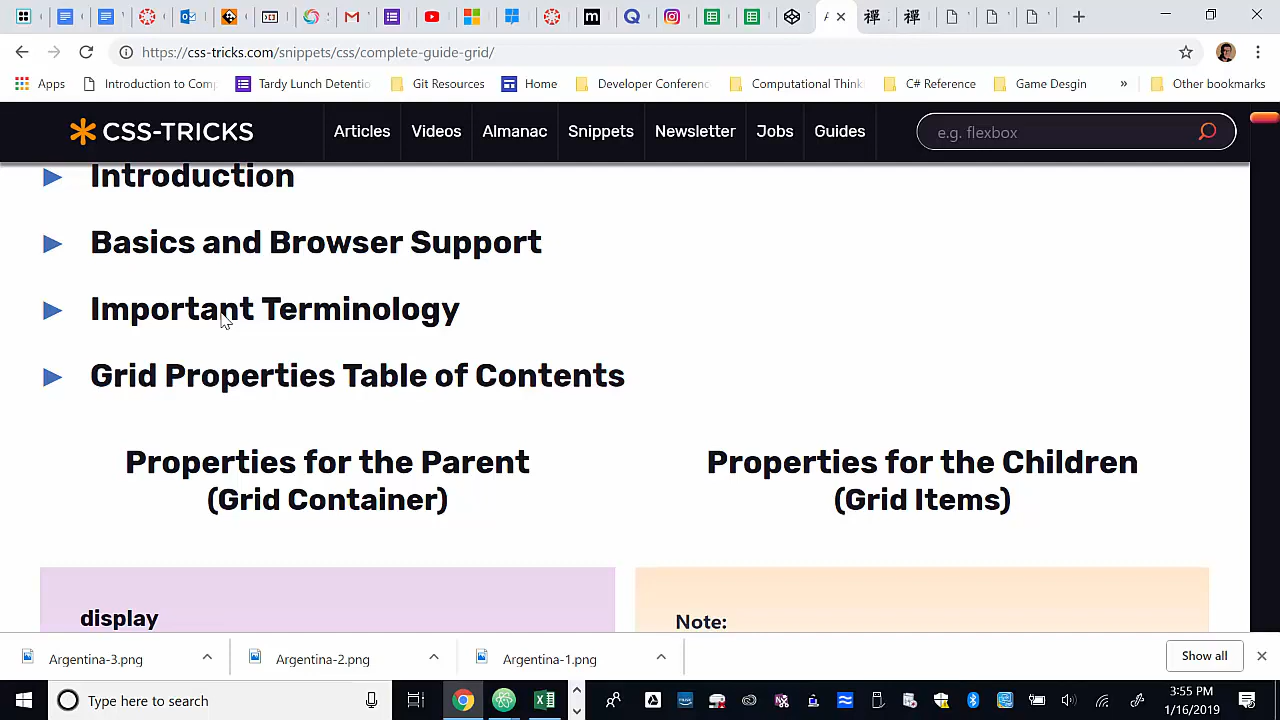 https://css-tricks.com/snippets/css/complete-guide-grid/
Apps
Introduction to Comp
Tardy Lunch Detentio
Git Resources
Home
Developer Conferenc
Computational Think
C# Reference
Game Desgin
»
Other bookmarks
CSS-TRICKS
Articles
Videos
Almanac
Snippets
Newsletter
Jobs
Guides
e.g. flexbox
Introduction
Basics and Browser Support
Important Terminology
Grid Properties Table of Contents
Properties for the Parent
(Grid Container)
Properties for the Children
(Grid Items)
display
Note:
Argentina-3.png
Argentina-2.png
Argentina-1.png
Show all
Type here to search
3:55 PM
1/16/2019